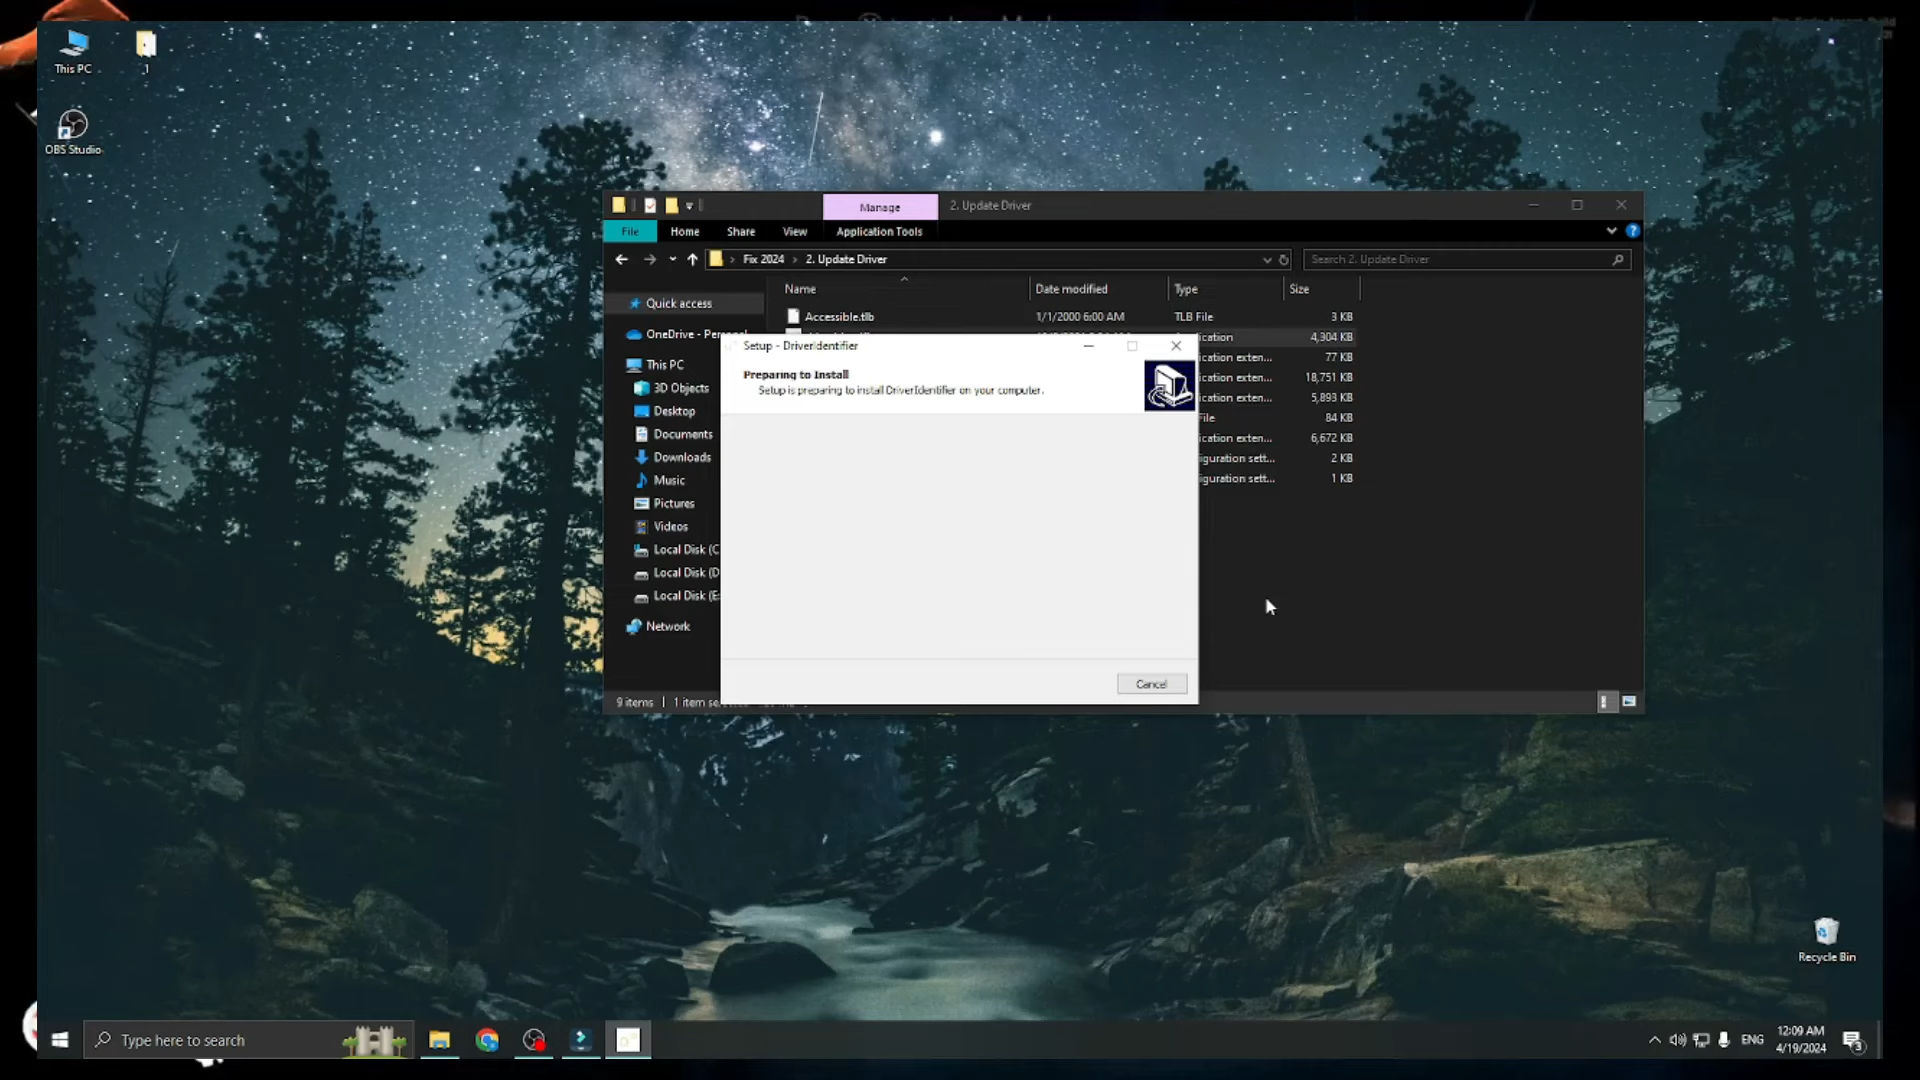 This PC
1
OBS Studio
Manage
2. Update Driver
File
Home
Share
View
Application Tools
Fix 2024 › 2. Update Driver
Search 2. Update Driver
Name
Date modified
Type
Size
Quick access
OneDrive - Personal
This PC
3D Objects
Desktop
Documents
Downloads
Music
Pictures
Videos
Local Disk (C
Local Disk (D
Local Disk (E:
Network
Accessible.tlb
1/1/2000 6:00 AM
TLB File
3 KB
ication
4,304 KB
ication exten...
77 KB
ication exten...
18,751 KB
ication exten...
5,893 KB
File
84 KB
ication exten...
6,672 KB
iguration sett...
2 KB
iguration sett...
1 KB
Setup - DriverIdentifier
Preparing to Install
Setup is preparing to install DriverIdentifier on your computer.
Cancel
9 items
1 item
Recycle Bin
Type here to search
ENG
12:09 AM
4/19/2024
3